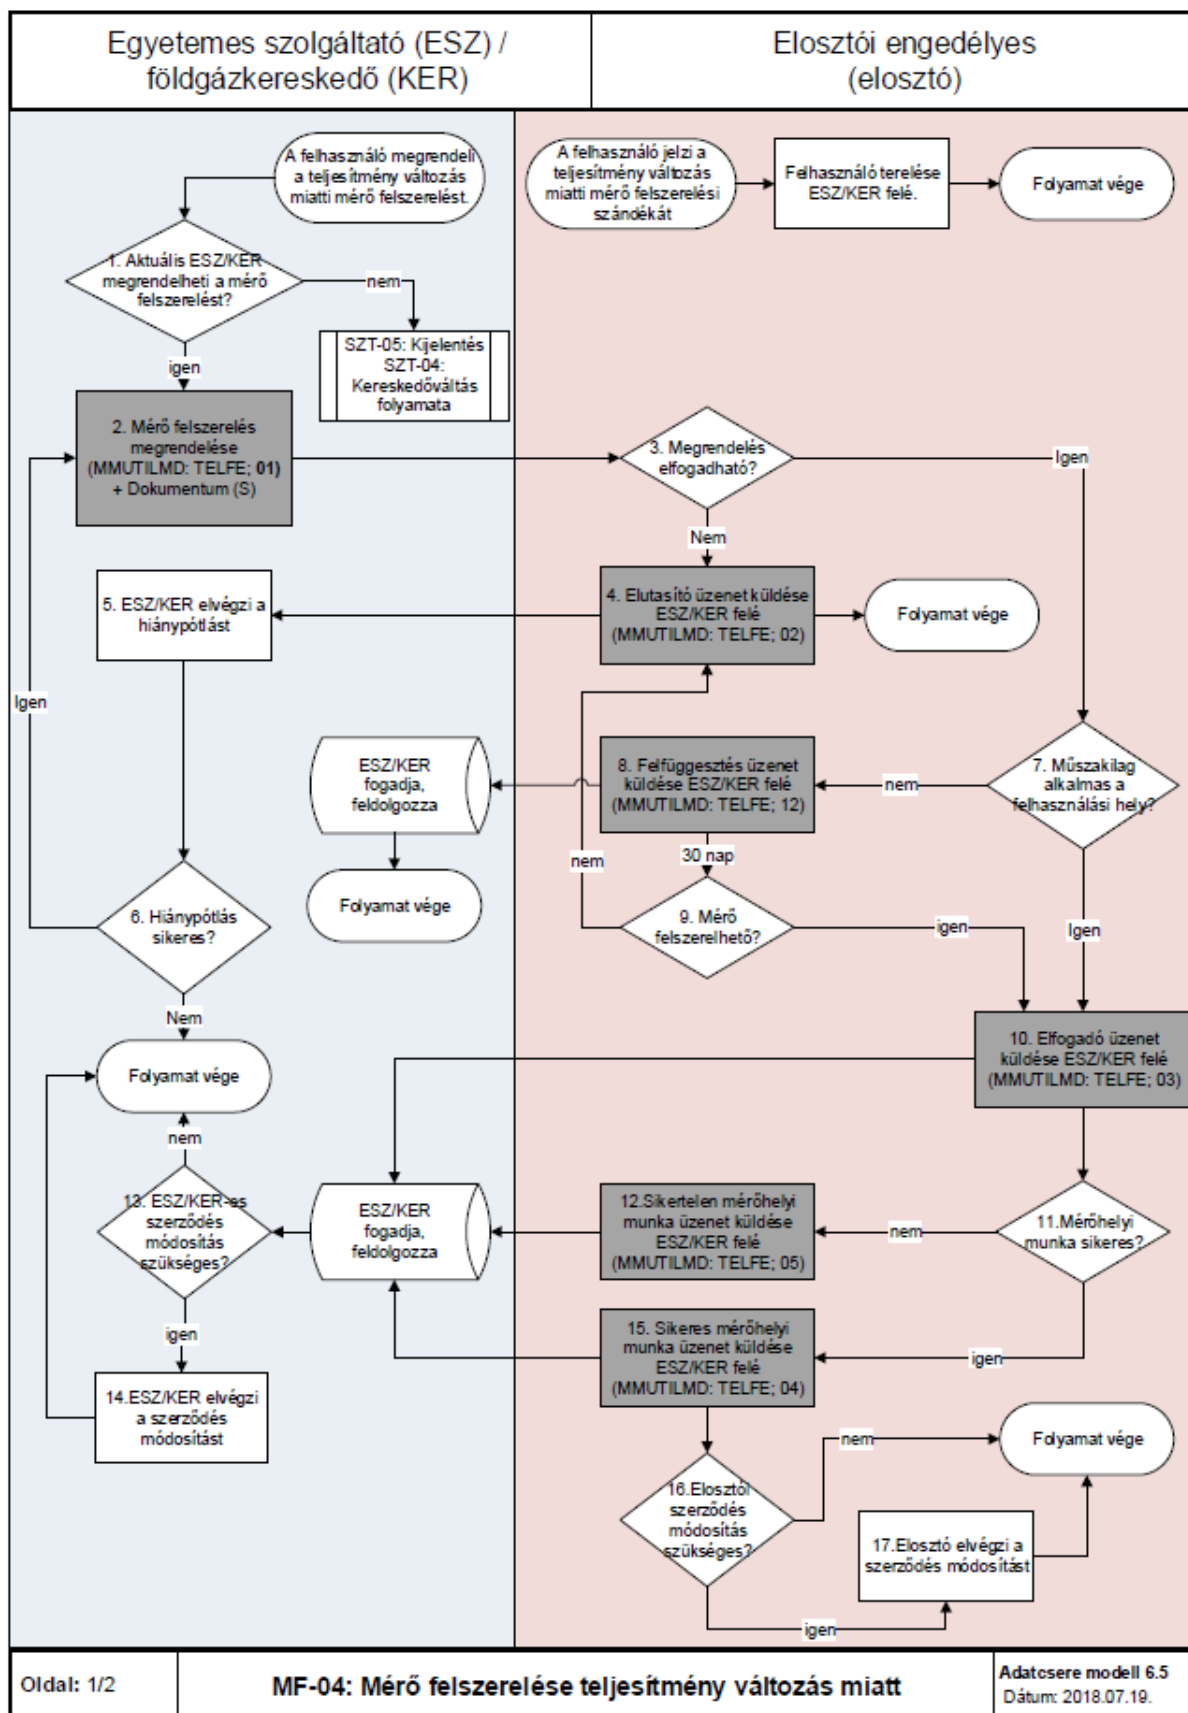 Egyetemes szolgáltató (ESZ) /
földgázkereskedő (KER)
Elosztói engedélyes
(elosztó)
A felhasználó megrendeli
a teljesítmény változás
miatti mérő felszerelést.
A felhasználó jelzi a
teljesítmény változás
miatti mérő felszerelési
szándékát
Felhasználó terelése
ESZ/KER felé.
Folyamat vége
1. Aktuális ESZ/KER
megrendelheti a mérő
felszerelést?
nem
igen
SZT-05: Kijelentés
SZT-04:
Kereskedőváltás
folyamata
2. Mérő felszerelés
megrendelése
(MMUTILMD: TELFE; 01)
+ Dokumentum (S)
3. Megrendelés
elfogadható?
Igen
Nem
4. Elutasító üzenet küldése
ESZ/KER felé
(MMUTILMD: TELFE; 02)
Folyamat vége
5. ESZ/KER elvégzi a
hiánypótlást
Igen
ESZ/KER
fogadja,
feldolgozza
8. Felfüggesztés üzenet
küldése ESZ/KER felé
(MMUTILMD: TELFE; 12)
nem
7. Műszakilag
alkalmas a
felhasználási hely?
30 nap
nem
Folyamat vége
6. Hiánypótlás
sikeres?
9. Mérő
felszerelhető?
igen
Igen
Nem
Folyamat vége
10. Elfogadó üzenet
küldése ESZ/KER felé
(MMUTILMD: TELFE; 03)
nem
13. ESZ/KER-es
szerződés
módosítás
szükséges?
ESZ/KER
fogadja,
feldolgozza
12.Sikertelen mérőhelyi
munka üzenet küldése
ESZ/KER felé
(MMUTILMD: TELFE; 05)
nem
11.Mérőhelyi
munka sikeres?
igen
15. Sikeres mérőhelyi
munka üzenet küldése
ESZ/KER felé
(MMUTILMD: TELFE; 04)
igen
14.ESZ/KER elvégzi
a szerződés
módosítást
nem
Folyamat vége
16.Elosztói
szerződés
módosítás
szükséges?
17.Elosztó elvégzi a
szerződés módosítást
igen
Oldal: 1/2
MF-04: Mérő felszerelése teljesítmény változás miatt
Adatcsere modell 6.5
Dátum: 2018.07.19.